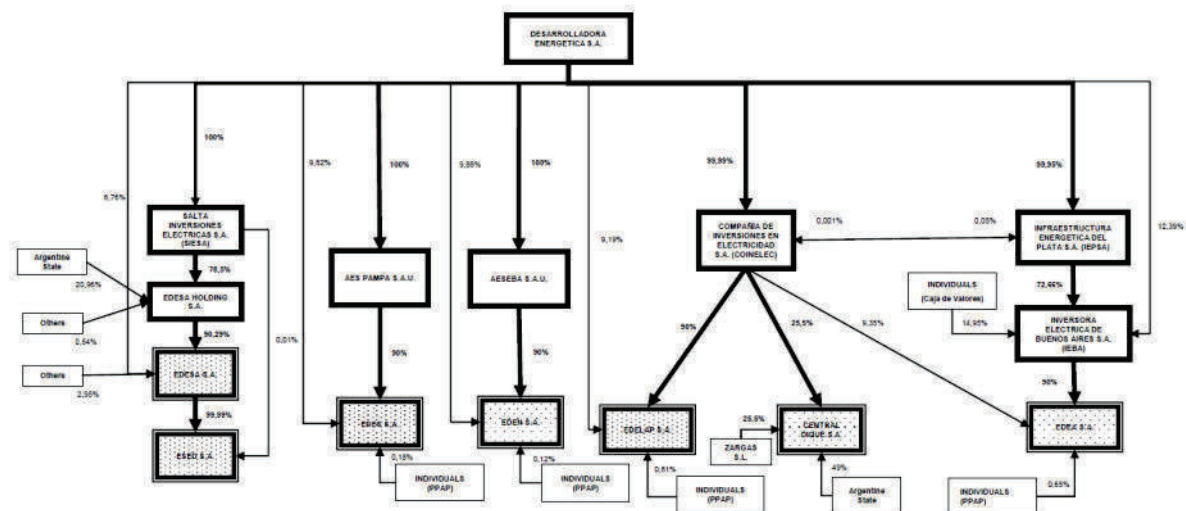 DESARROLLADORA
ENERGETICA S.A.
100%
9,52%
100%
9,88%
100%
99,99%
99,95%
6,76%
SALTA
INVERSIONES
ELECTRICAS S.A.
(SIESA)
COMPAÑIA DE
INVERSIONES EN
ELECTRICIDAD
S.A. (COINELEC)
0,001%
0,05%
INFRAESTRUCTURA
ENERGETICA DEL
PLATA S.A. (IEPSA)
12,39%
9,19%
Argentine
State
78,5%
20,96%
AES PAMPA S.A.U.
AESEBA S.A.U.
72,66%
INDIVIDUALS
(Caja de Valores)
EDESA HOLDING
S.A.
Others
0,54%
90,29%
0,01%
90%
90%
90%
25,5%
9,35%
14,95%
INVERSORA
ELECTRICA DE
BUENOS AIRES S.A.
(IEBA)
90%
Others
2,95%
EDESA S.A.
99,99%
ESED S.A.
EDES S.A.
EDEN S.A.
EDELAP S.A.
25,5%
CENTRAL
DIQUE S.A.
EDEA S.A.
ZARGAS
S.L.
0,18%
0,12%
0,81%
49%
0,65%
INDIVIDUALS
(PPAP)
INDIVIDUALS
(PPAP)
INDIVIDUALS
(PPAP)
Argentine
State
INDIVIDUALS
(PPAP)